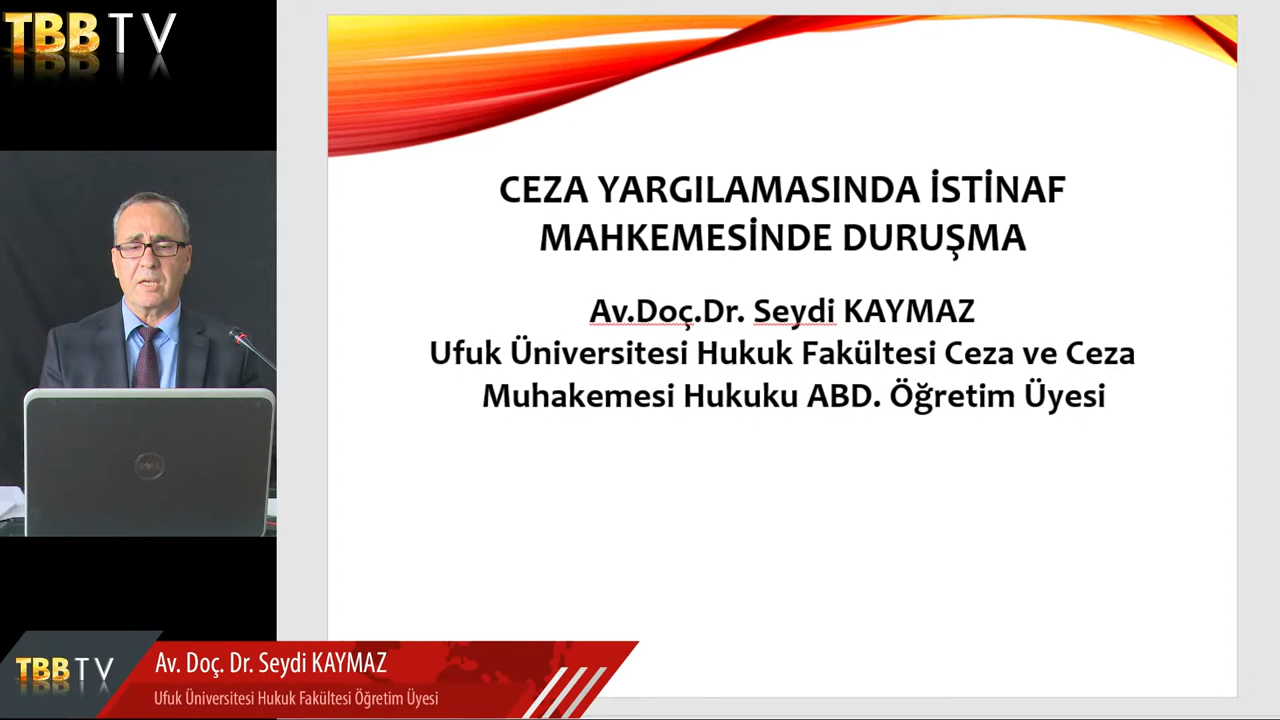 TBB TV
CEZA YARGILAMASINDA İSTİNAF
MAHKEMESİNDE DURUŞMA
Av.Doç.Dr. Seydi KAYMAZ
Ufuk Üniversitesi Hukuk Fakültesi Ceza ve Ceza
Muhakemesi Hukuku ABD. Öğretim Üyesi
DELL
TBB TV
Av. Doç. Dr. Seydi KAYMAZ
Ufuk Üniversitesi Hukuk Fakültesi Öğretim Üyesi